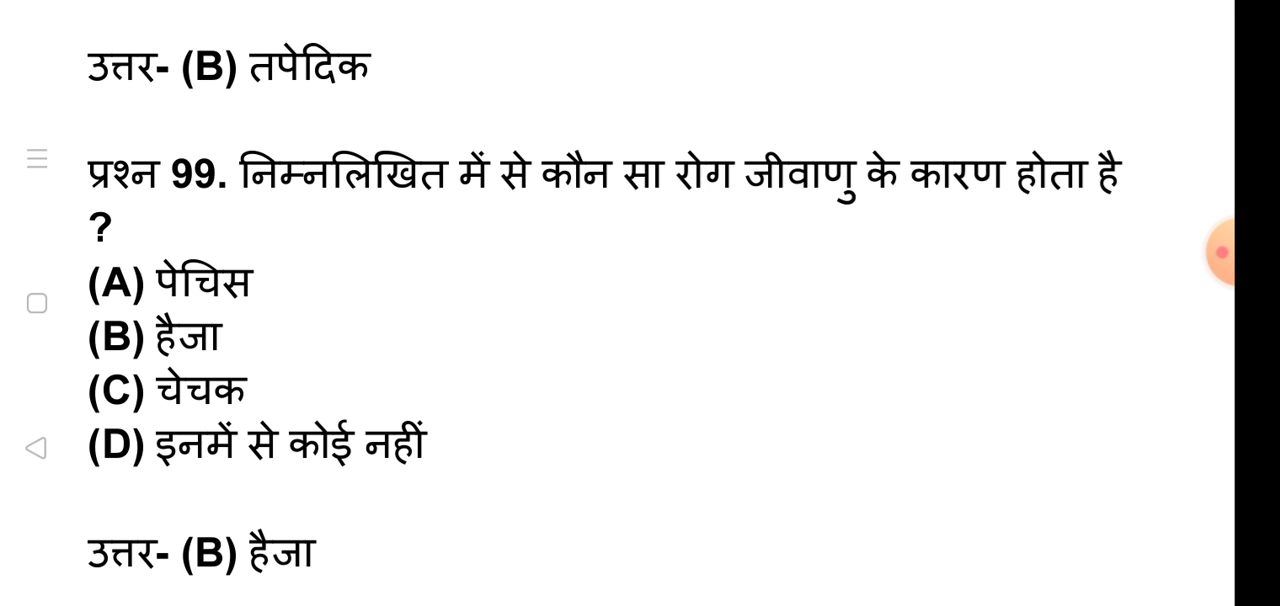 उत्तर- (B) तपेदिक
प्रश्न 99. निम्नलिखित में से कौन सा रोग जीवाणु के कारण होता है
?
(A) पेचिस
(B) हैजा
(C) चेचक
(D) इनमें से कोई नहीं
उत्तर- (B) हैजा